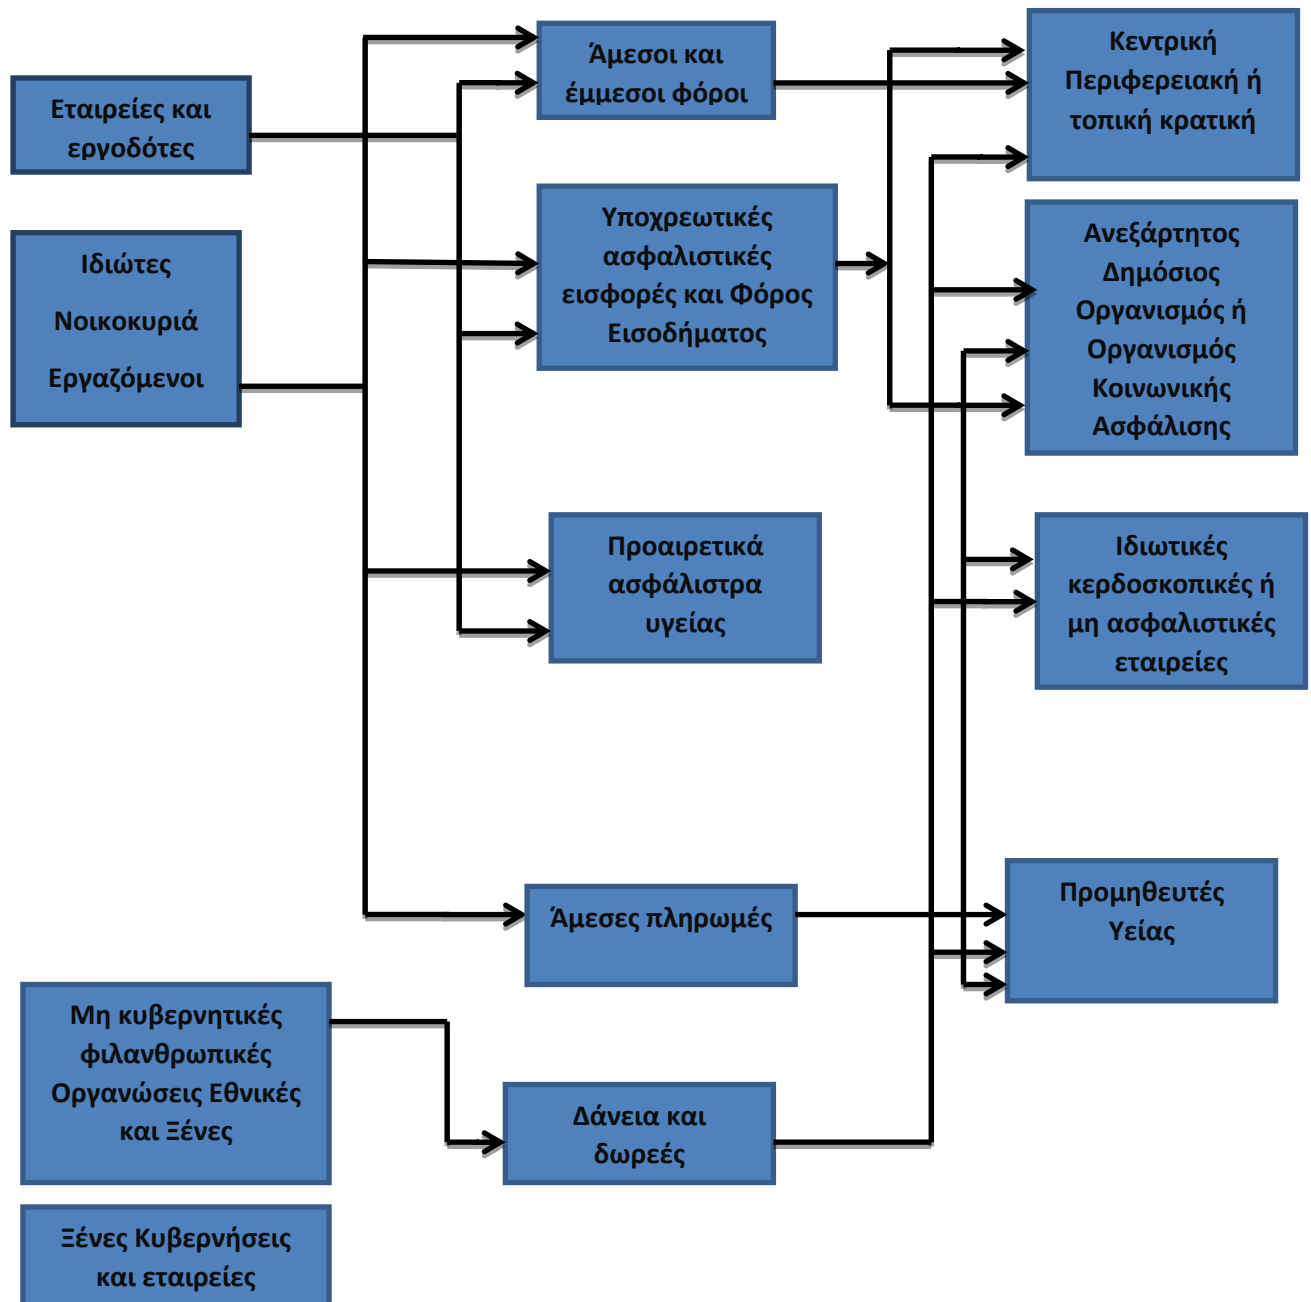 Εταιρείες και
εργοδότες
Ιδιώτες
Νοικοκυριά
Εργαζόμενοι
Μη κυβερνητικές
φιλανθρωπικές
Οργανώσεις Εθνικές
και Ξένες
Ξένες Κυβερνήσεις
και εταιρείες
Άμεσοι και
έμμεσοι φόροι
Υποχρεωτικές
ασφαλιστικές
εισφορές και Φόρος
Εισοδήματος
Προαιρετικά
ασφάλιστρα
υγείας
Άμεσες πληρωμές
Δάνεια και
δωρεές
Κεντρική
Περιφερειακή ή
τοπική κρατική
Ανεξάρτητος
Δημόσιος
Οργανισμός ή
Οργανισμός
Κοινωνικής
Ασφάλισης
Ιδιωτικές
κερδοσκοπικές ή
μη ασφαλιστικές
εταιρείες
Προμηθευτές
Υείας